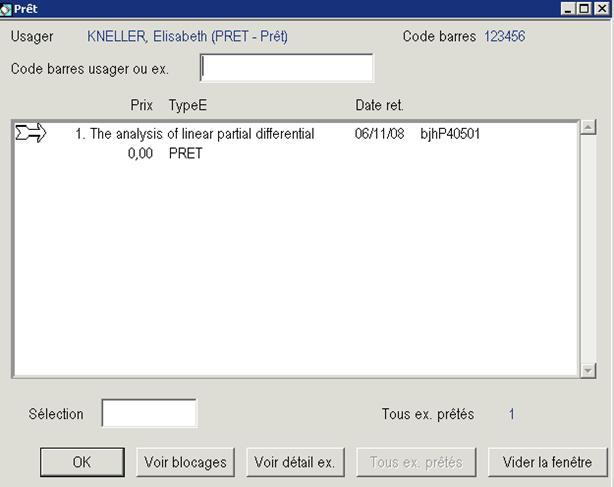 Prêt
Usager KNELLER, Elisabeth (PRET - Prêt) Code barres 123456
Code barres usager ou ex.
Prix TypeE Date ret.
1. The analysis of linear partial differential 06/11/08 bjhP40501
0,00 PRET
Sélection Tous ex. prêtés 1
OK Voir blocages Voir détail ex. Tous ex. prêtés Vider la fenêtre